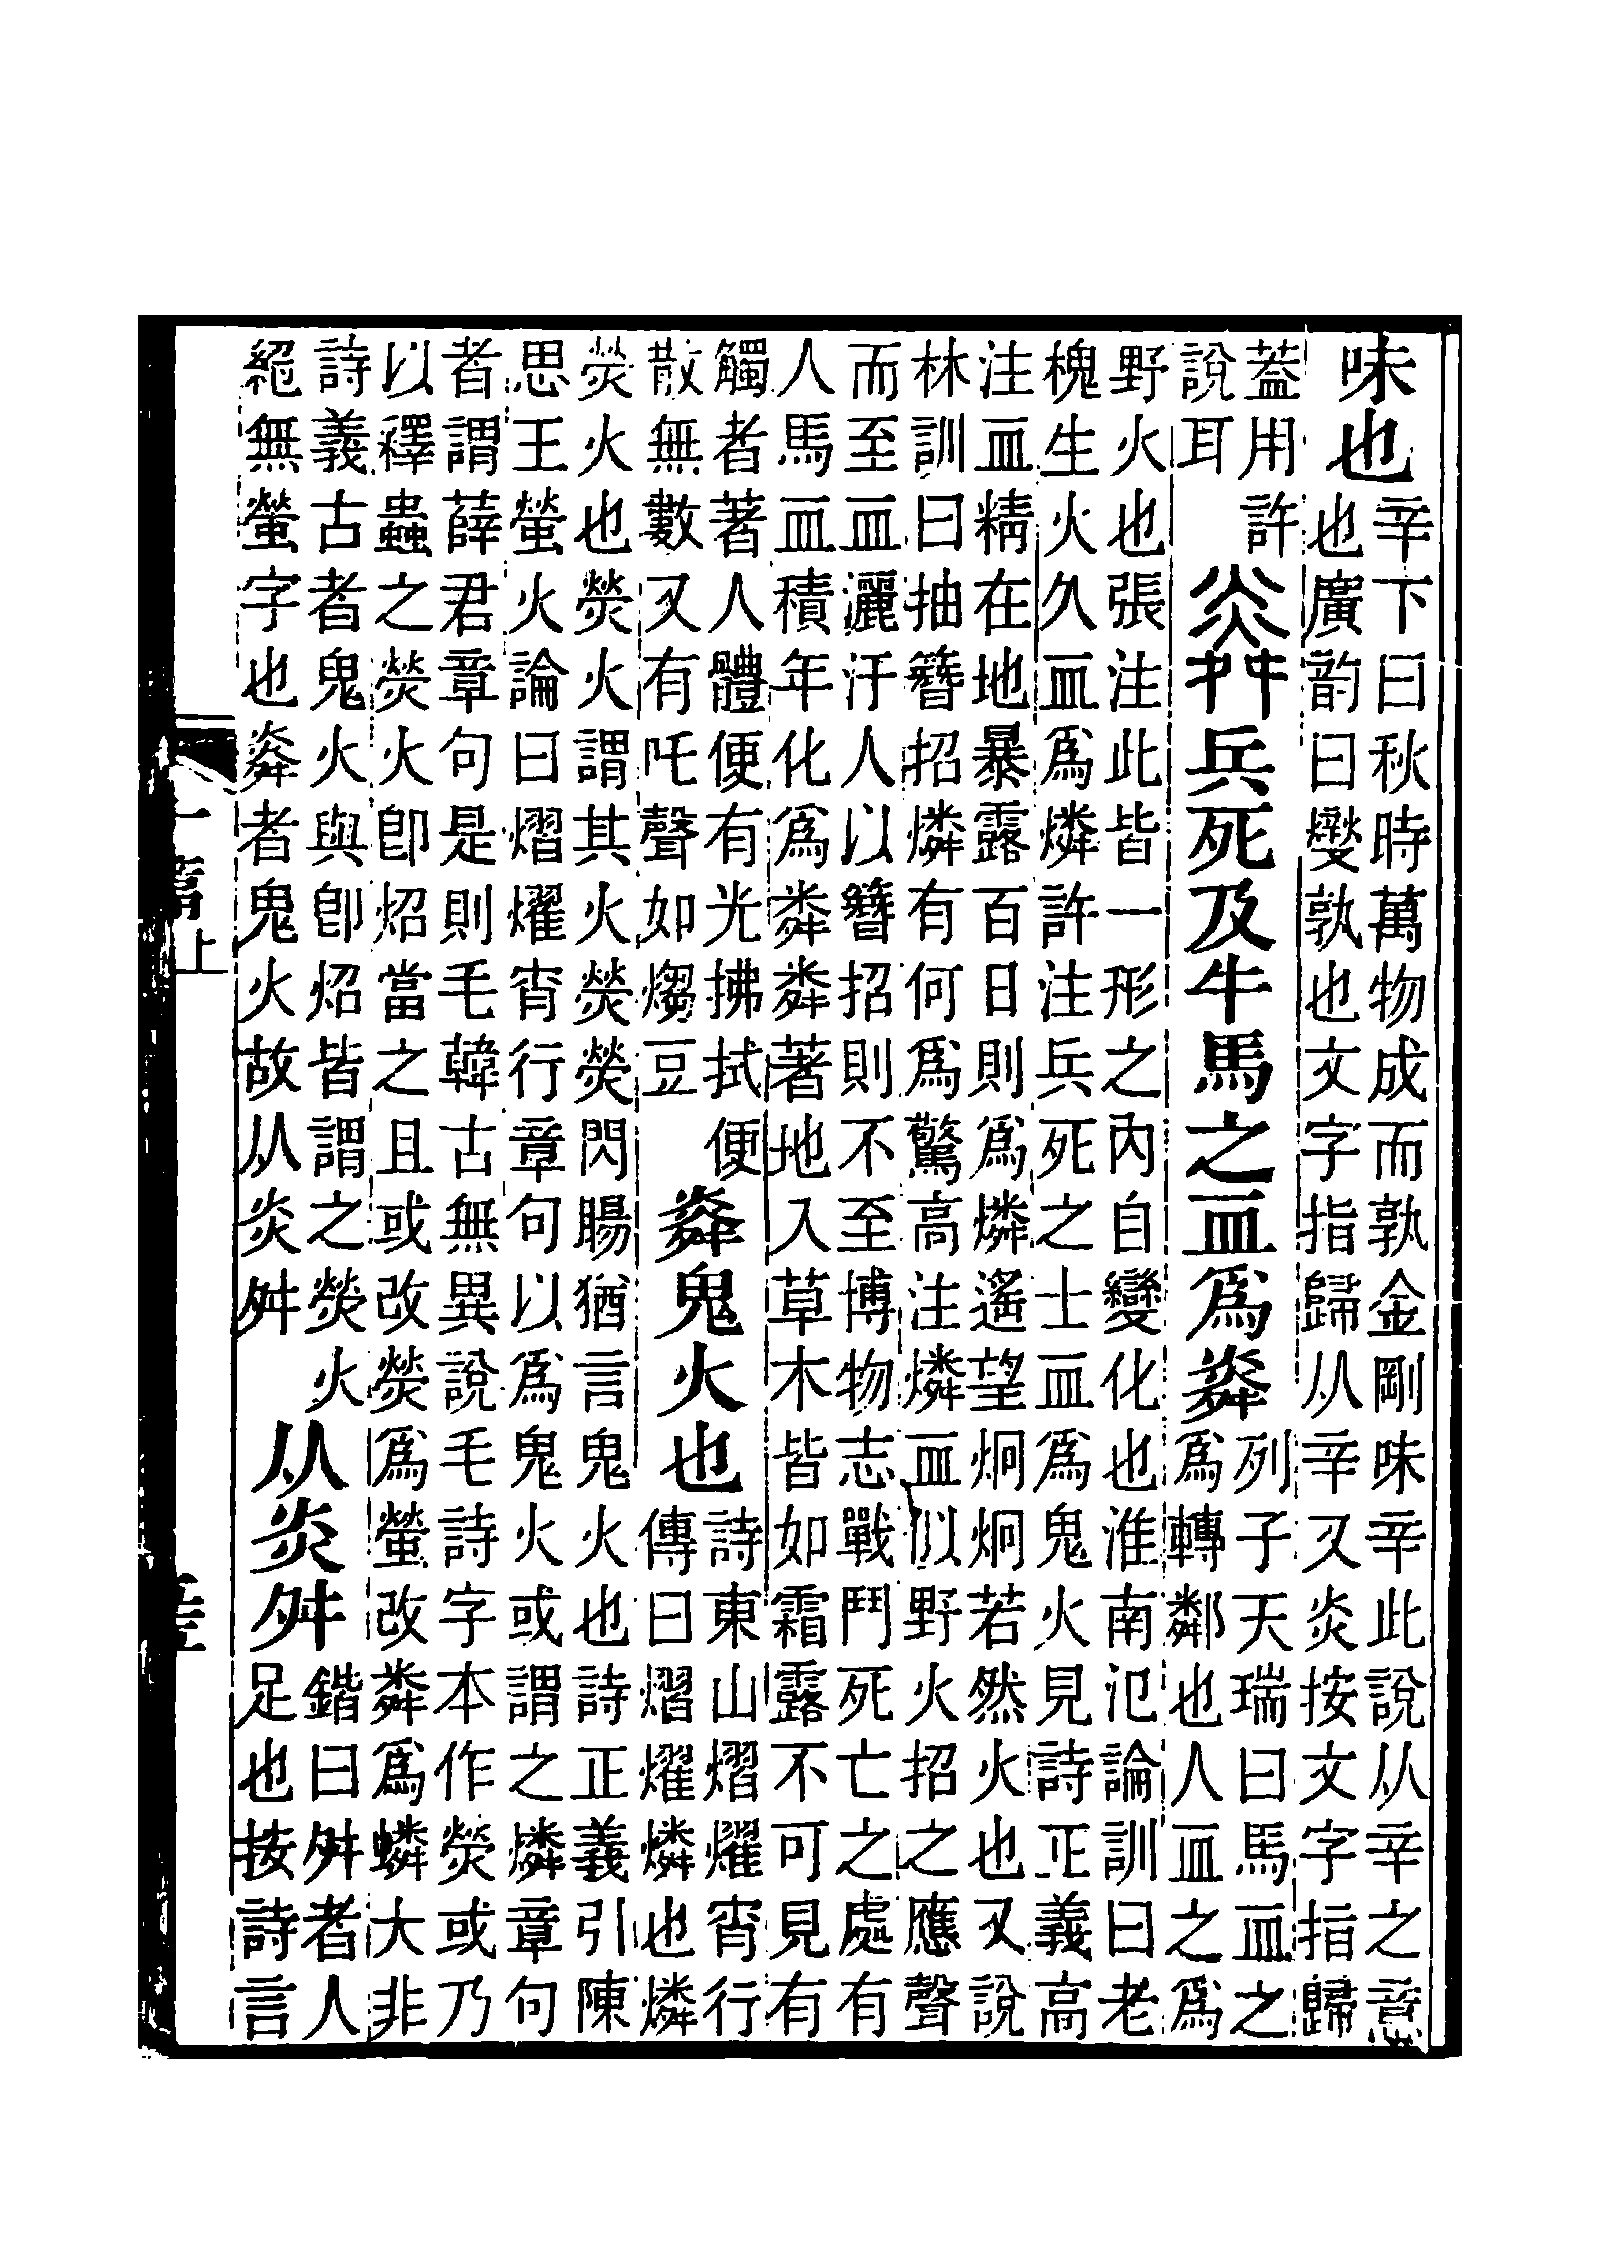 味也
辛下曰秋時萬物成而孰金剛味辛此說从辛之意
也廣韵曰燮孰也文字指歸从辛又炎按文字指歸
蓋用許
說耳
粦兵死及牛馬之血爲粦
列子天瑞曰馬血之
爲轉鄰也人血之爲
野火也張注此皆一形之內自變化也淮南氾論訓曰老
槐生火久血爲燐許注兵死之士血爲鬼火見詩正義高
注血精在地暴露百日則爲燐遙望炯炯若然火也又說
林訓曰抽簪招燐有何爲驚高注燐血似野火招之應聲
而至血灑汙人以簪招則不至博物志戰鬥死亡之處有
人馬血積年化爲粦粦著地入草木皆如霜露不可見有
觸者著人體便有光拂拭便
散無數又有吒聲如煼豆
粦鬼火也
詩東山熠燿宵行
傳曰熠燿燐也燐
熒火也熒火謂其火熒熒閃睗猶言鬼火也詩正義引陳
思王螢火論曰熠燿宵行章句以爲鬼火或謂之燐章句
者謂薛君章句是則毛韓古無異說毛詩字本作熒或乃
以釋蟲之熒火卽炤當之且或改熒爲螢改粦爲䗲大非
詩義古者鬼火與卽炤皆謂之熒火
絕無螢字也粦者鬼火故从炎舛
从炎舛
鍇曰舛者人
足也按詩言
十篇上